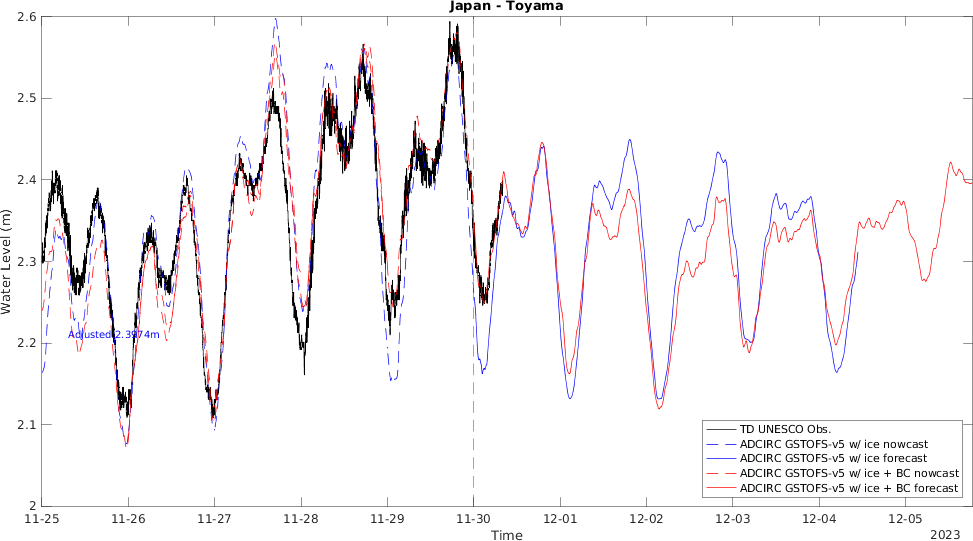 Japan - Toyama
Water Level (m)
2.6
2.5
2.4
2.3
2.2
2.1
2
Adjusted 2.3974m
TD UNESCO Obs.
ADCIRC GSTOFS-v5 w/ ice nowcast
ADCIRC GSTOFS-v5 w/ ice forecast
ADCIRC GSTOFS-v5 w/ ice + BC nowcast
ADCIRC GSTOFS-v5 w/ ice + BC forecast
11-25 11-26 11-27 11-28 11-29 11-30 12-01 12-02 12-03 12-04 12-05
Time
2023